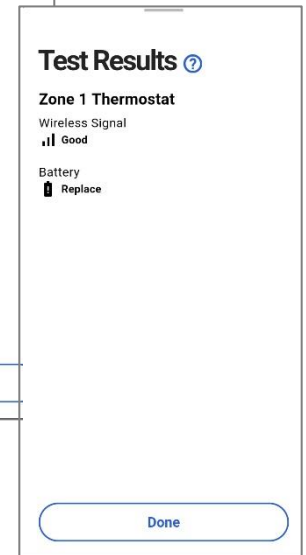 Test Results ?
Zone 1 Thermostat
Wireless Signal
Good
Battery
Replace
Done